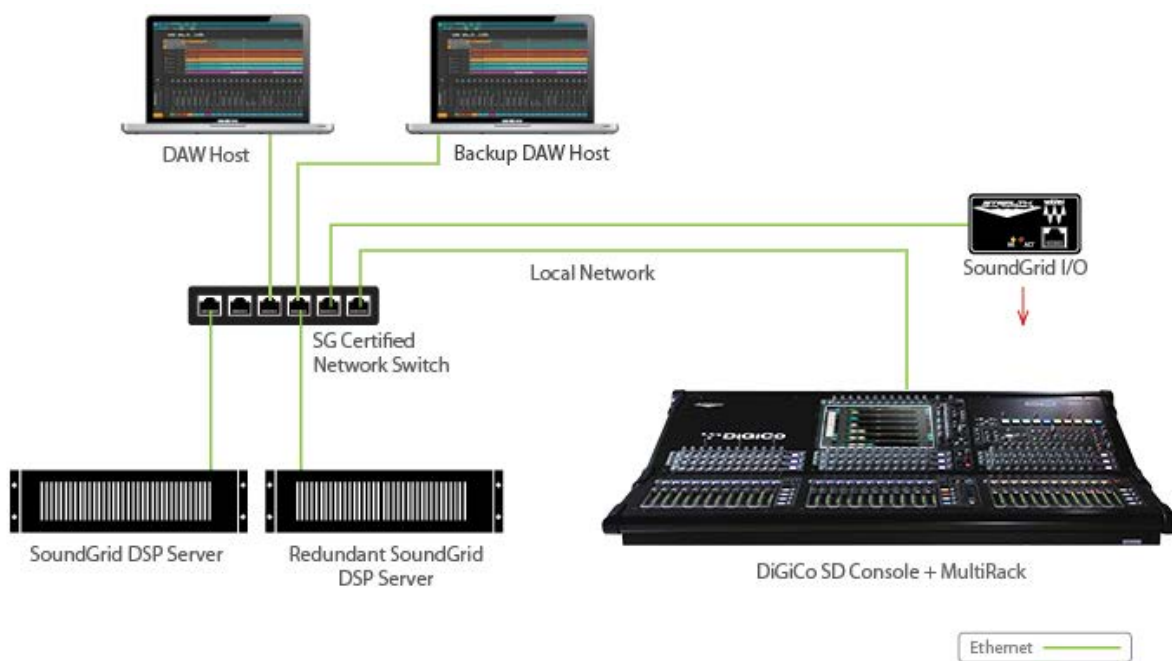 DAW Host
Backup DAW Host
SoundGrid I/O
Local Network
SG Certified
Network Switch
DiGiCo
SoundGrid DSP Server
Redundant SoundGrid
DSP Server
DiGiCo SD Console + MultiRack
Ethernet